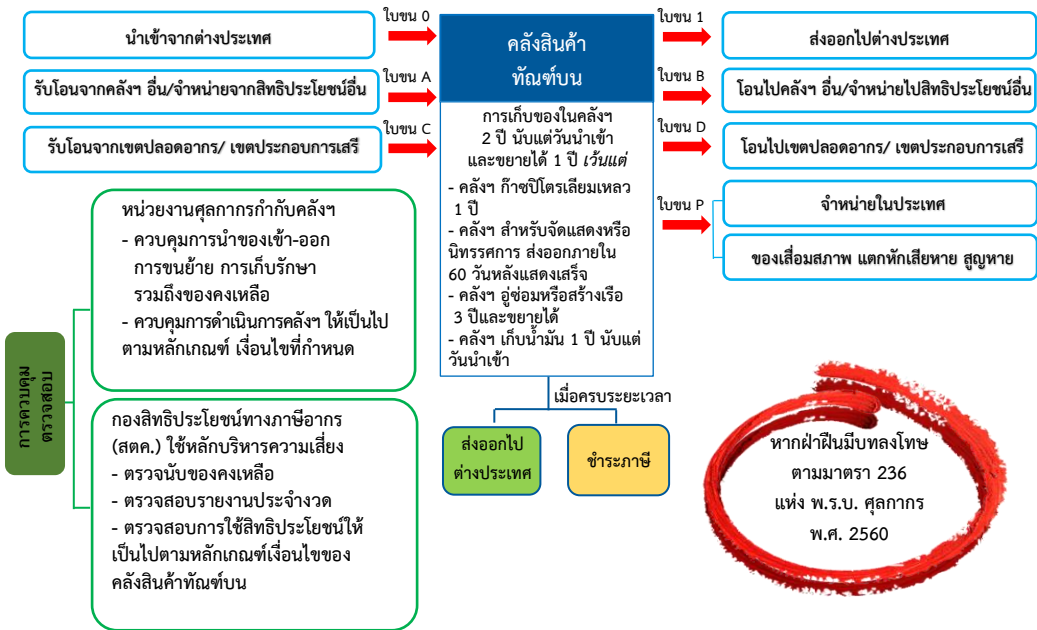 ใบขน 0
นำเข้าจากต่างประเทศ
ใบขน A
รับโอนจากคลังฯ อื่น/จำหน่ายจากสิทธิประโยชน์อื่น
ใบขน C
รับโอนจากเขตปลอดอากร/ เขตประกอบการเสรี
คลังสินค้า
ทัณฑ์บน
การเก็บของในคลังฯ
2 ปี นับแต่วันนำเข้า
และขยายได้ 1 ปี เว้นแต่
- คลังฯ ก๊าซปิโตรเลียมเหลว
1 ปี
- คลังฯ สำหรับจัดแสดงหรือ
นิทรรศการ ส่งออกภายใน
60 วันหลังแสดงเสร็จ
- คลังฯ อู่ซ่อมหรือสร้างเรือ
3 ปีและขยายได้
- คลังฯ เก็บน้ำมัน 1 ปี นับแต่
วันนำเข้า
ใบขน 1
ส่งออกไปต่างประเทศ
ใบขน B
โอนไปคลังฯ อื่น/จำหน่ายไปสิทธิประโยชน์อื่น
ใบขน D
โอนไปเขตปลอดอากร/ เขตประกอบการเสรี
ใบขน P
จำหน่ายในประเทศ
ของเสื่อมสภาพ แตกหักเสียหาย สูญหาย
เมื่อครบระยะเวลา
ส่งออกไป
ต่างประเทศ
ชำระภาษี
การควบคุม
ตรวจสอบ
หน่วยงานศุลกากรกำกับคลังฯ
- ควบคุมการนำของเข้า-ออก
การขนย้าย การเก็บรักษา
รวมถึงของคงเหลือ
- ควบคุมการดำเนินการคลังฯ ให้เป็นไป
ตามหลักเกณฑ์ เงื่อนไขที่กำหนด
กองสิทธิประโยชน์ทางภาษีอากร
(สตค.) ใช้หลักบริหารความเสี่ยง
- ตรวจนับของคงเหลือ
- ตรวจสอบรายงานประจำงวด
- ตรวจสอบการใช้สิทธิประโยชน์ให้
เป็นไปตามหลักเกณฑ์เงื่อนไขของ
คลังสินค้าทัณฑ์บน
หากฝ่าฝืนมีบทลงโทษ
ตามมาตรา 236
แห่ง พ.ร.บ. ศุลกากร
พ.ศ. 2560